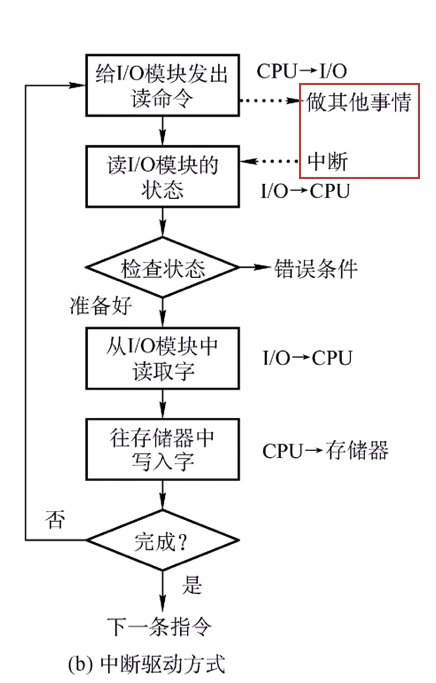 给I/O模块发出
读命令
CPU→I/O
做其他事情
中断
读I/O模块的
状态
I/O→CPU
检查状态
错误条件
准备好
从I/O模块中
读取字
I/O→CPU
往存储器中
写入字
CPU→存储器
否
完成?
是
下一条指令
(b) 中断驱动方式